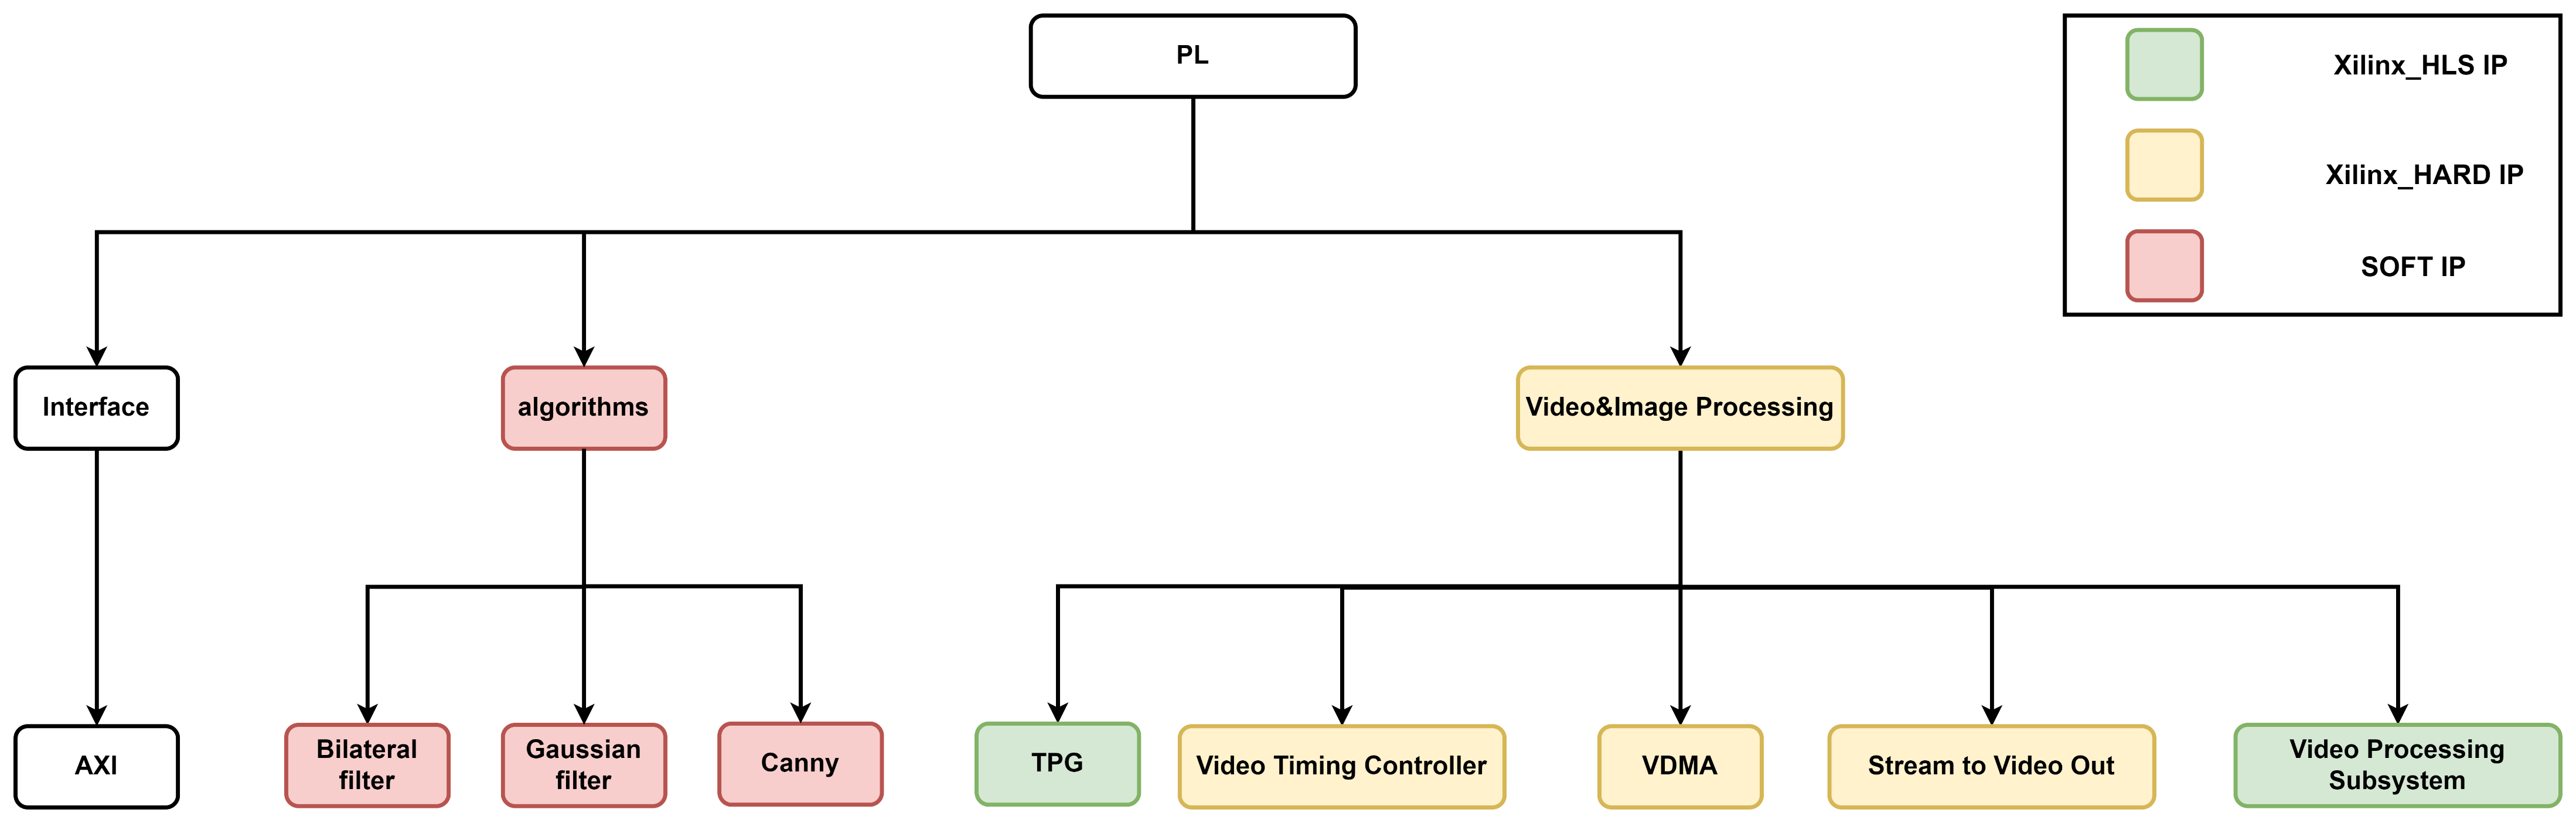 PL
Xilinx_HLS IP
Xilinx_HARD IP
SOFT IP
Interface
algorithms
Video&Image Processing
AXI
Bilateral
filter
Gaussian
filter
Canny
TPG
Video Timing Controller
VDMA
Stream to Video Out
Video Processing
Subsystem